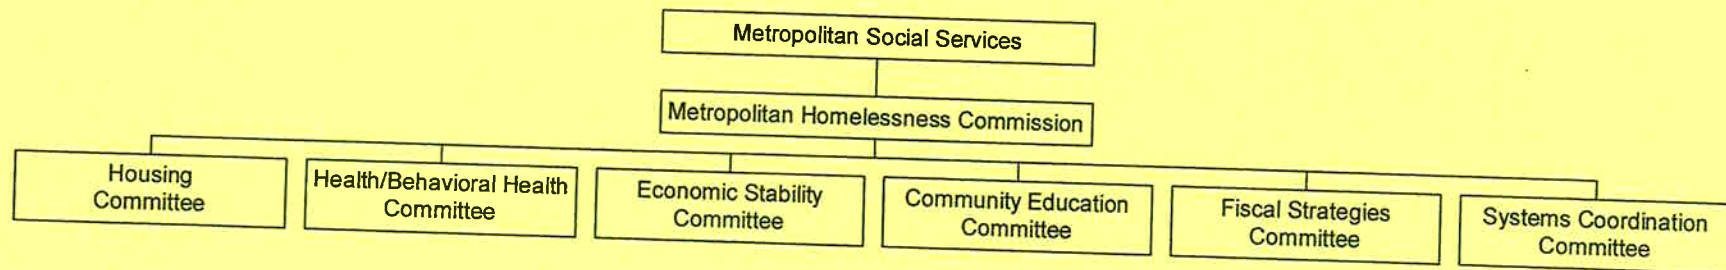 Metropolitan Social Services
Metropolitan Homelessness Commission
Housing
Committee
Health/Behavioral Health
Committee
Economic Stability
Committee
Community Education
Committee
Fiscal Strategies
Committee
Systems Coordination
Committee